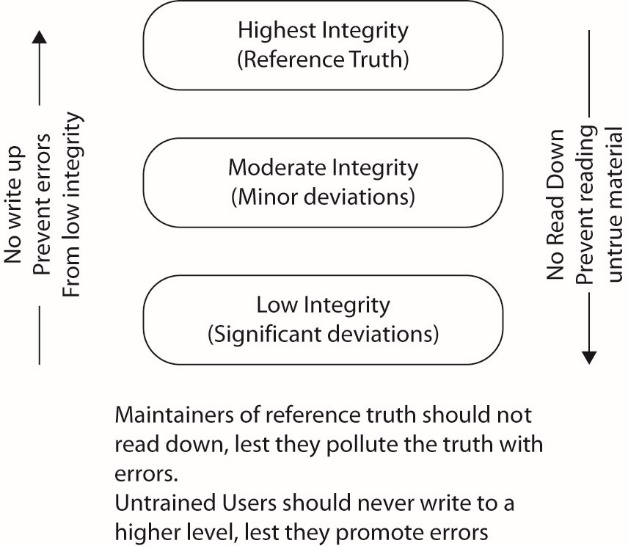 Highest Integrity
(Reference Truth)
No write up
Prevent errors
From low integrity
Moderate Integrity
(Minor deviations)
No Read Down
Prevent reading
untrue material
Low Integrity
(Significant deviations)
Maintainers of reference truth should not
read down, lest they pollute the truth with
errors.
Untrained Users should never write to a
higher level, lest they promote errors